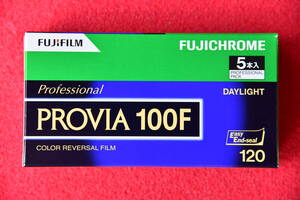 FUJIFILM
FUJICHROME
5本入
PROFESSIONAL
PACK
Professional
DAYLIGHT
PROVIA 100F
COLOR REVERSAL FILM
Easy
End-seal
120